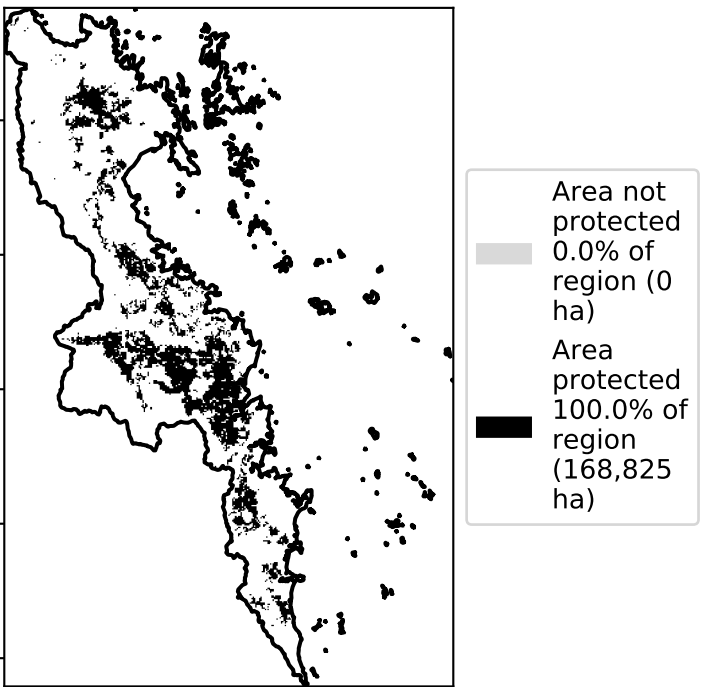 Area not
protected
0.0% of
region (0
ha)
Area
protected
100.0% of
region
(168,825
ha)